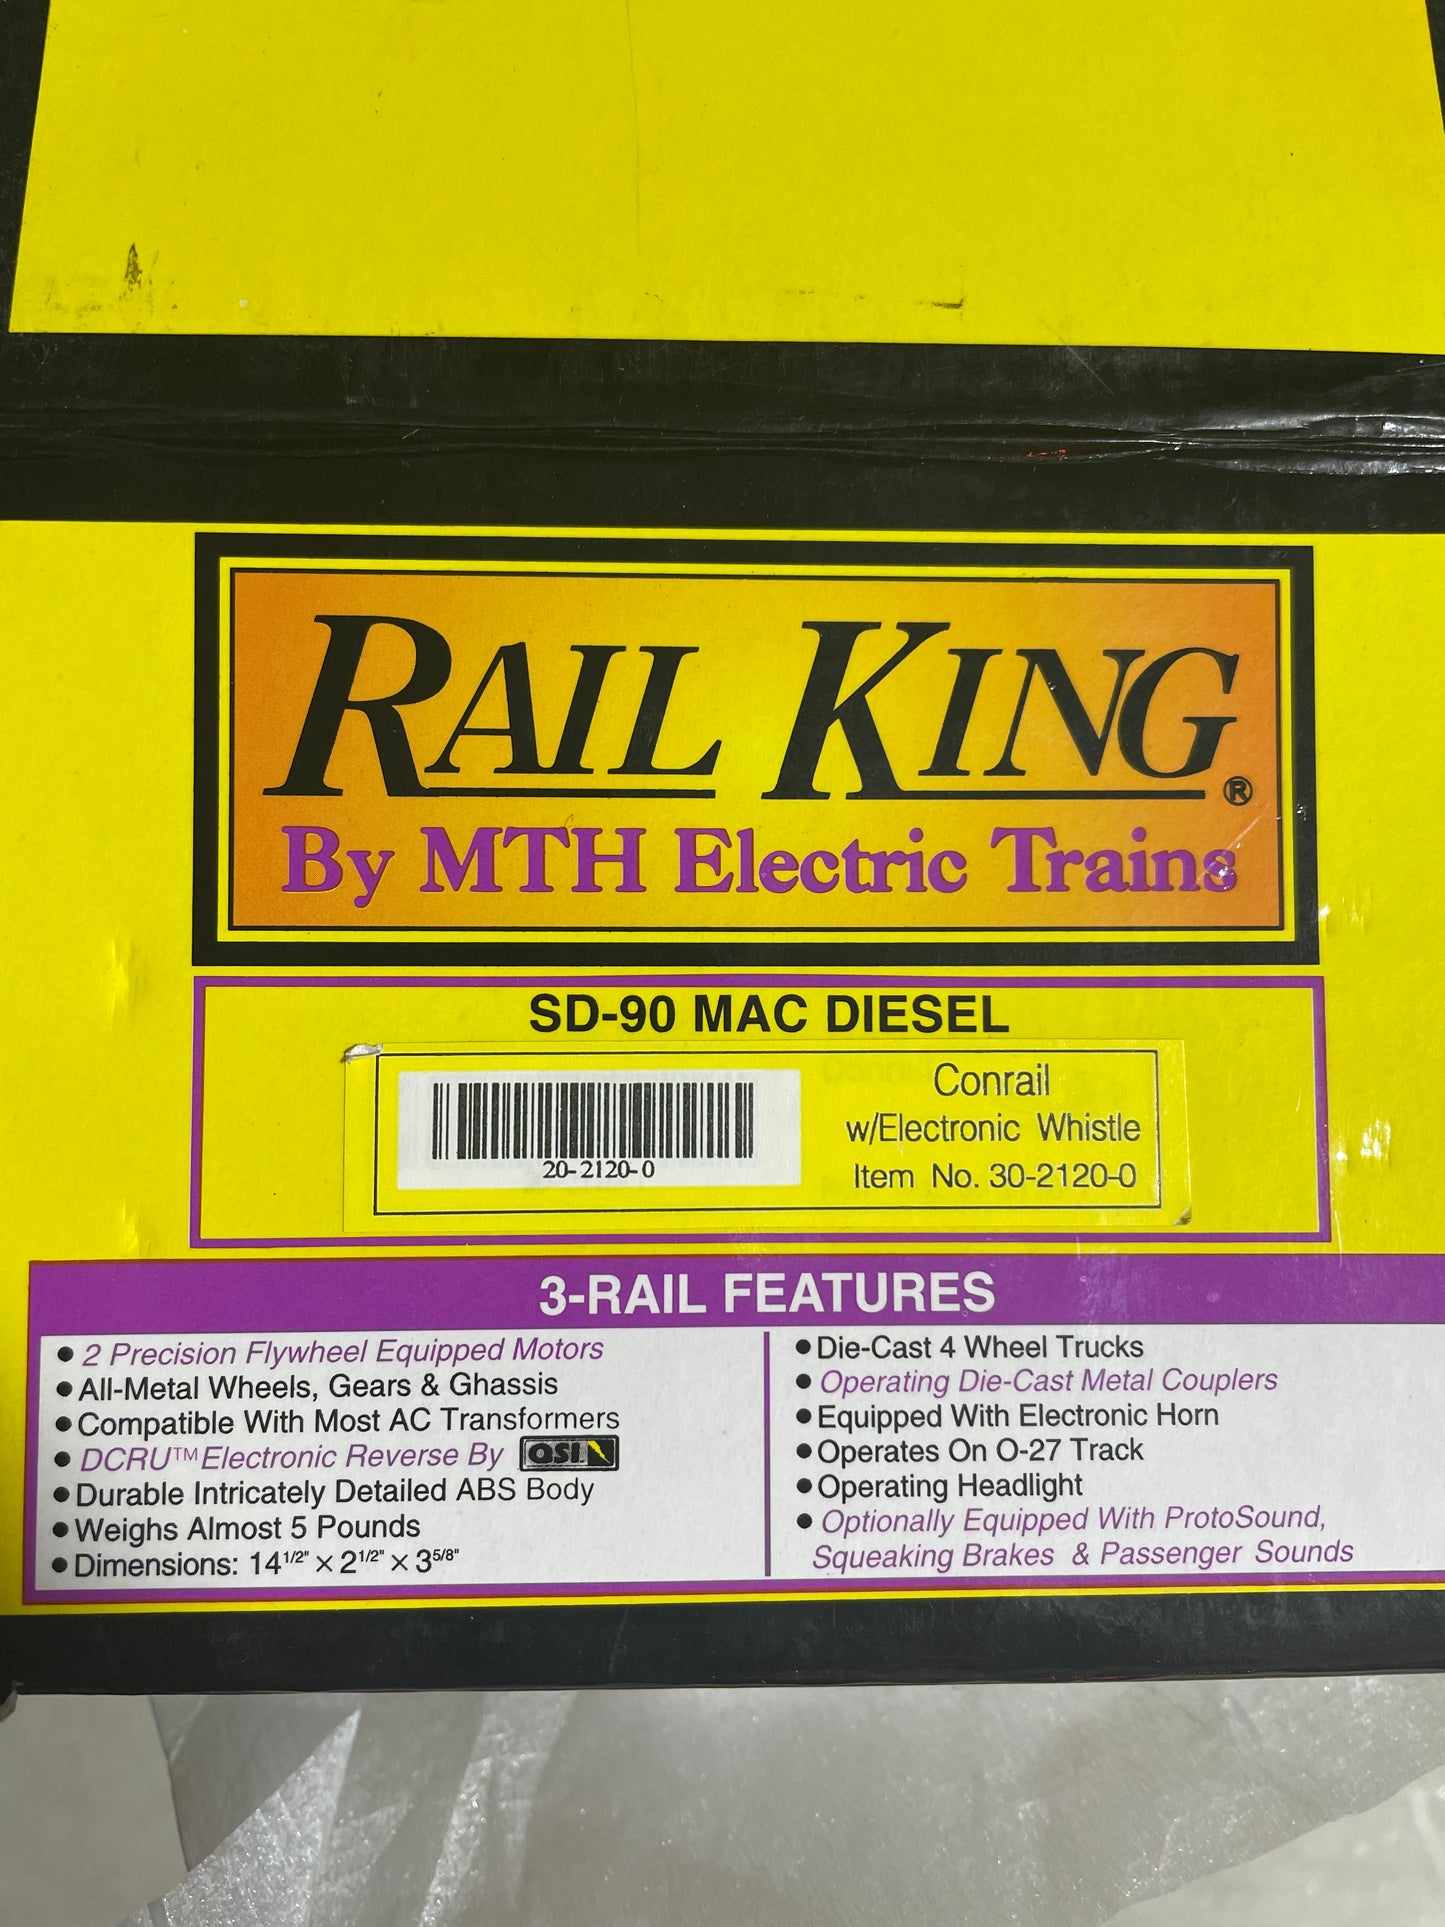 RAIL KING®
By MTH Electric Trains
SD-90 MAC DIESEL
20-2120-0
Conrail
w/Electronic Whistle
Item No. 30-2120-0
3-RAIL FEATURES
• 2 Precision Flywheel Equipped Motors
• All-Metal Wheels, Gears & Ghassis
• Compatible With Most AC Transformers
• DCRU™ Electronic Reverse By QSI
• Durable Intricately Detailed ABS Body
• Weighs Almost 5 Pounds
• Dimensions: 14 1/2" × 2 1/2" × 3 5/8"
• Die-Cast 4 Wheel Trucks
• Operating Die-Cast Metal Couplers
• Equipped With Electronic Horn
• Operates On O-27 Track
• Operating Headlight
• Optionally Equipped With ProtoSound,
Squeaking Brakes & Passenger Sounds